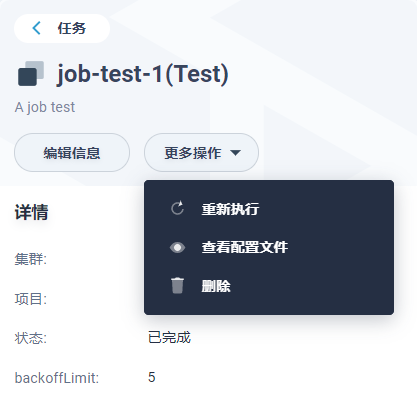 任务
job-test-1(Test)
A job test
编辑信息
更多操作
重新执行
查看配置文件
删除
详情
集群:
项目:
状态: 已完成
backoffLimit: 5